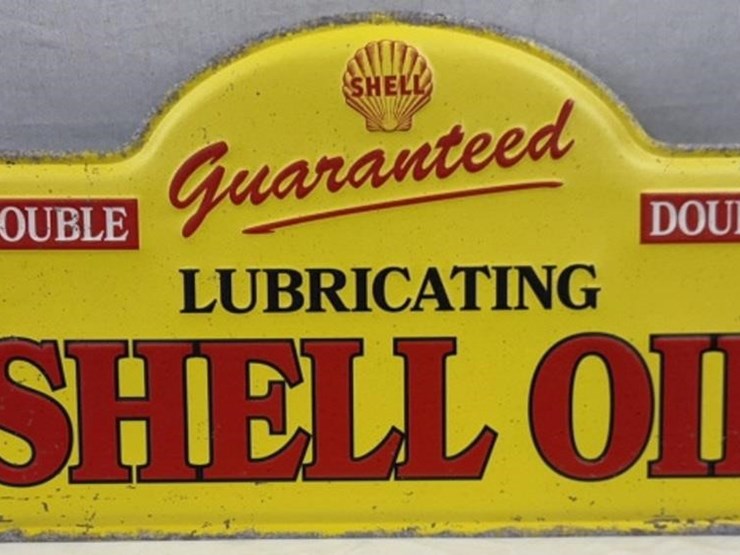 SHELL
Guaranteed
OUBLE DOU
LUBRICATING
SHELL OI